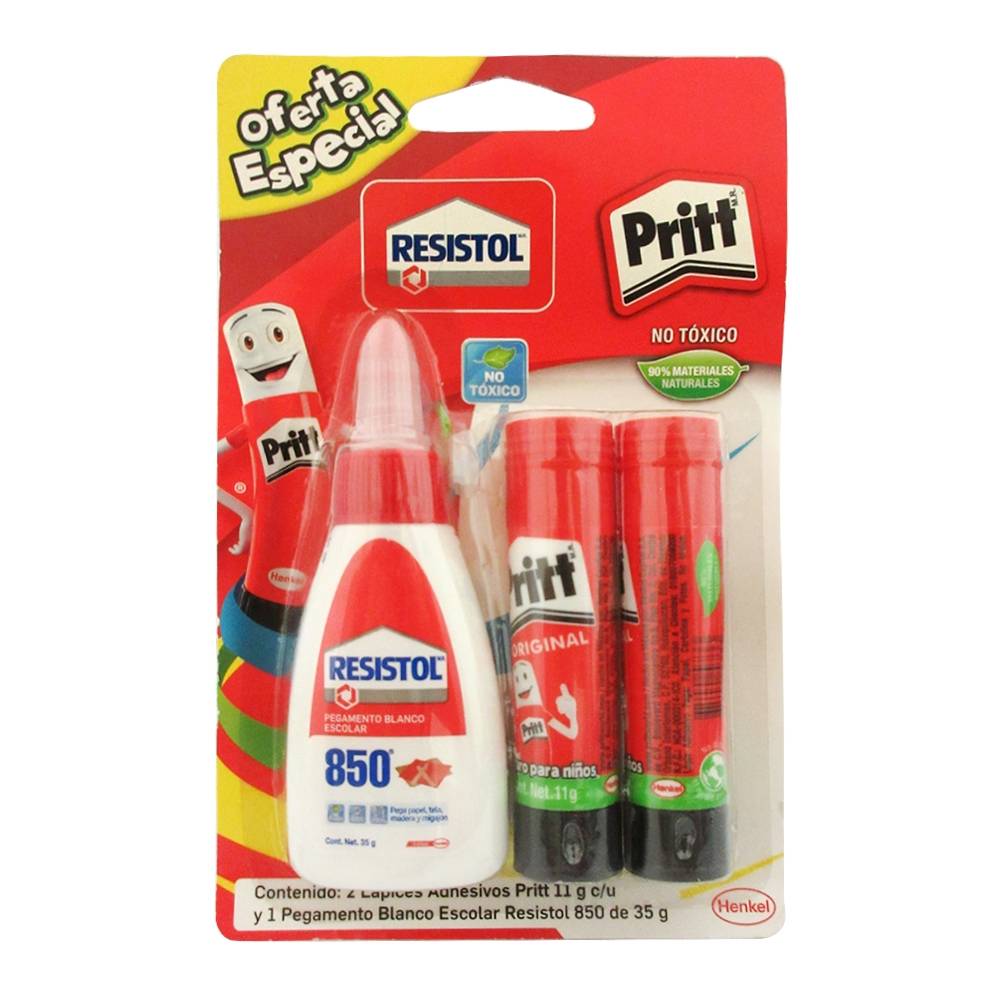 Oferta
Especial
RESISTOL
Pritt M.R.
NO TÓXICO
90% MATERIALES
NATURALES
NO
TÓXICO
Pritt
®
Henkel
RESISTOL
PEGAMENTO BLANCO
ESCOLAR
850
Pega papel, tela,
madera y migajón
Cont. Net. 35 g
Henkel
ritt M.R.
ORIGINAL
Pritt
para niños
Net. 11g
Henkel
Contenido: 2 Lápices Adhesivos Pritt 11 g c/u
y 1 Pegamento Blanco Escolar Resistol 850 de 35 g
Henkel